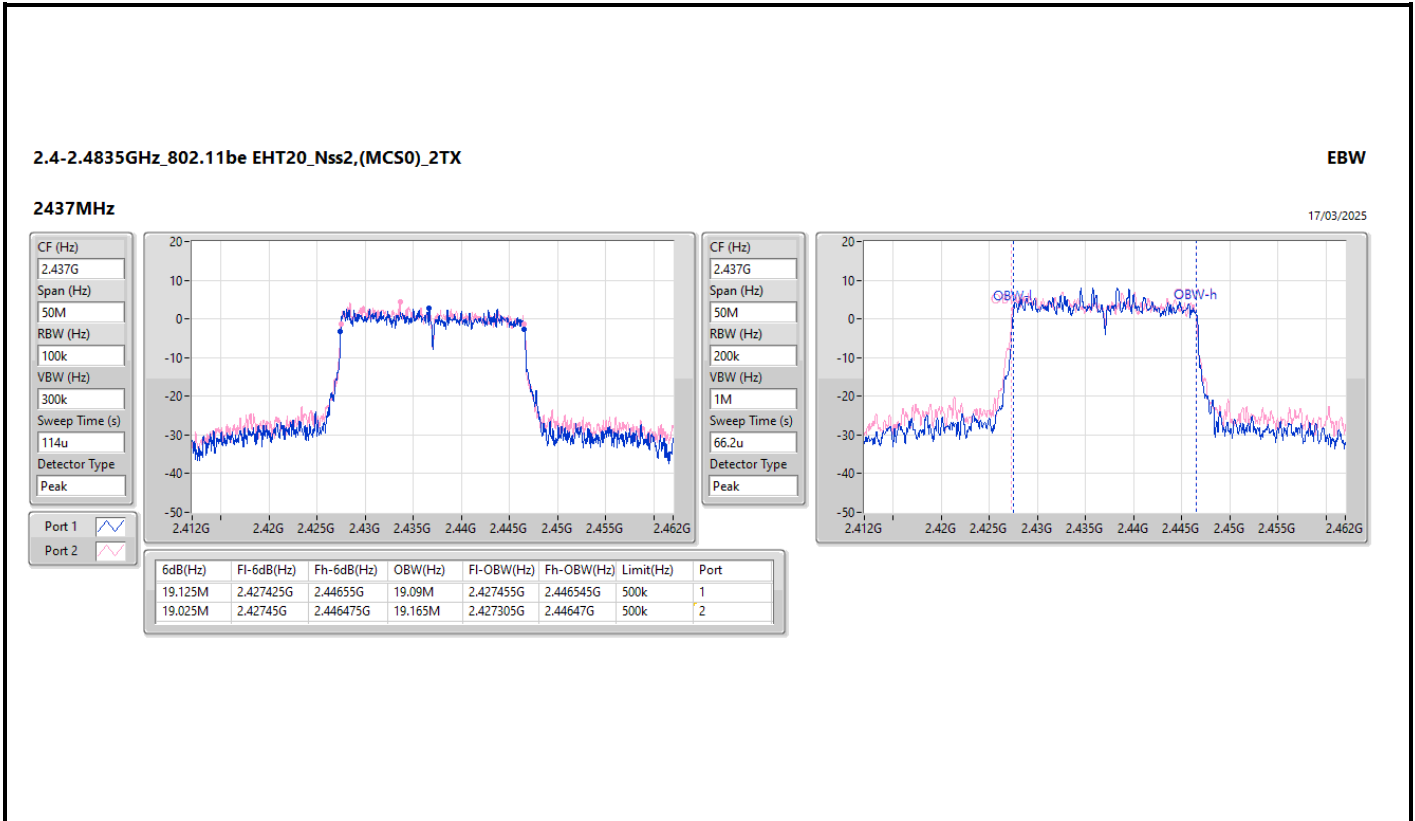 2.4-2.4835GHz_802.11be EHT20_Nss2,(MCS0)_2TX EBW
2437MHz 17/03/2025
CF (Hz)
2.437G
Span (Hz)
50M
RBW (Hz)
100k
VBW (Hz)
300k
Sweep Time (s)
114u
Detector Type
Peak
Port 1
Port 2
20
10
0
-10
-20
-30
-40
-50
2.412G 2.42G 2.425G 2.43G 2.435G 2.44G 2.445G 2.45G 2.455G 2.462G
CF (Hz)
2.437G
Span (Hz)
50M
RBW (Hz)
200k
VBW (Hz)
1M
Sweep Time (s)
66.2u
Detector Type
Peak
20
10
0
-10
-20
-30
-40
-50
OBW-l OBW-h
2.412G 2.42G 2.425G 2.43G 2.435G 2.44G 2.445G 2.45G 2.455G 2.462G
6dB(Hz) Fl-6dB(Hz) Fh-6dB(Hz) OBW(Hz) Fl-OBW(Hz) Fh-OBW(Hz) Limit(Hz) Port
19.125M 2.427425G 2.44655G 19.09M 2.427455G 2.446545G 500k 1
19.025M 2.42745G 2.446475G 19.165M 2.427305G 2.44647G 500k 2